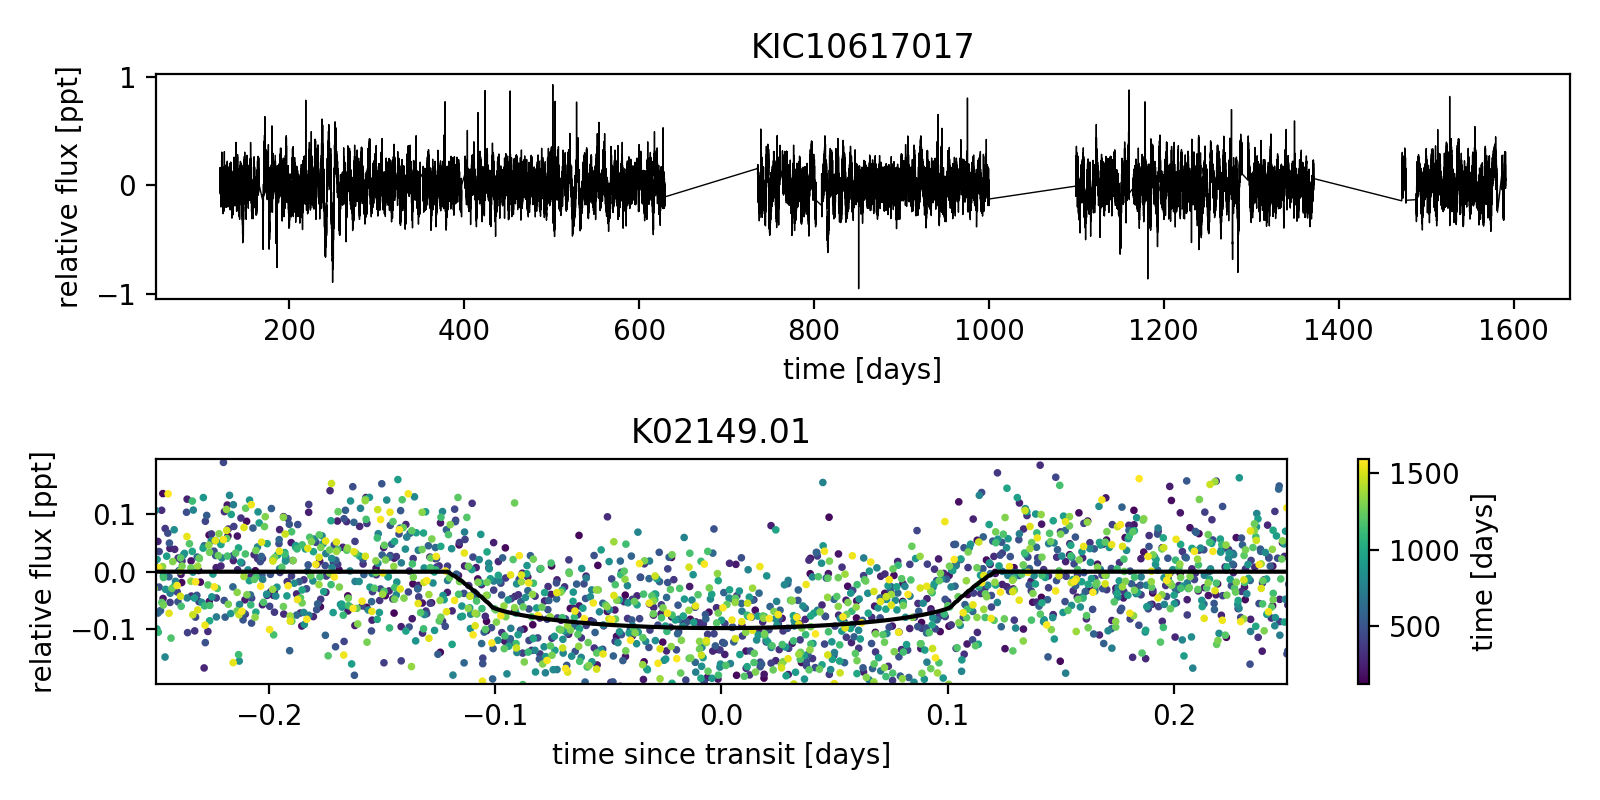 KIC10617017
relative flux [ppt]
1
0
−1
200 400 600 800 1000 1200 1400 1600
time [days]
K02149.01
relative flux [ppt]
0.1
0.0
−0.1
−0.2 −0.1 0.0 0.1 0.2
time since transit [days]
1500
1000
500
time [days]